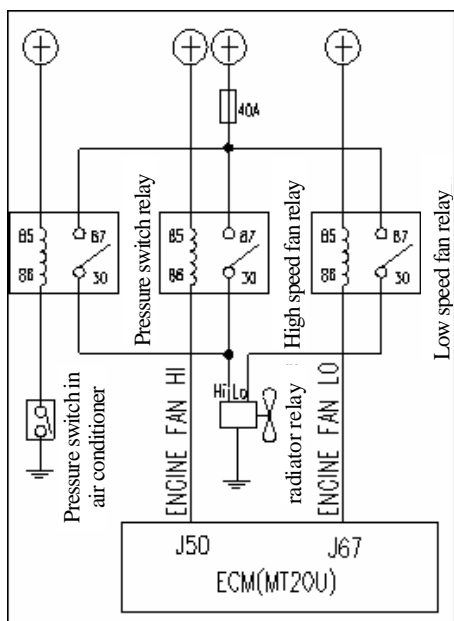 40A
85
87
86
30
Pressure switch relay
85
87
86
30
High speed fan relay
85
87
86
30
Low speed fan relay
Pressure switch in
air conditioner
ENGINE FAN HI
Hi Lo
radiator relay
ENGINE FAN LO
J50
J67
ECM(MT20U)